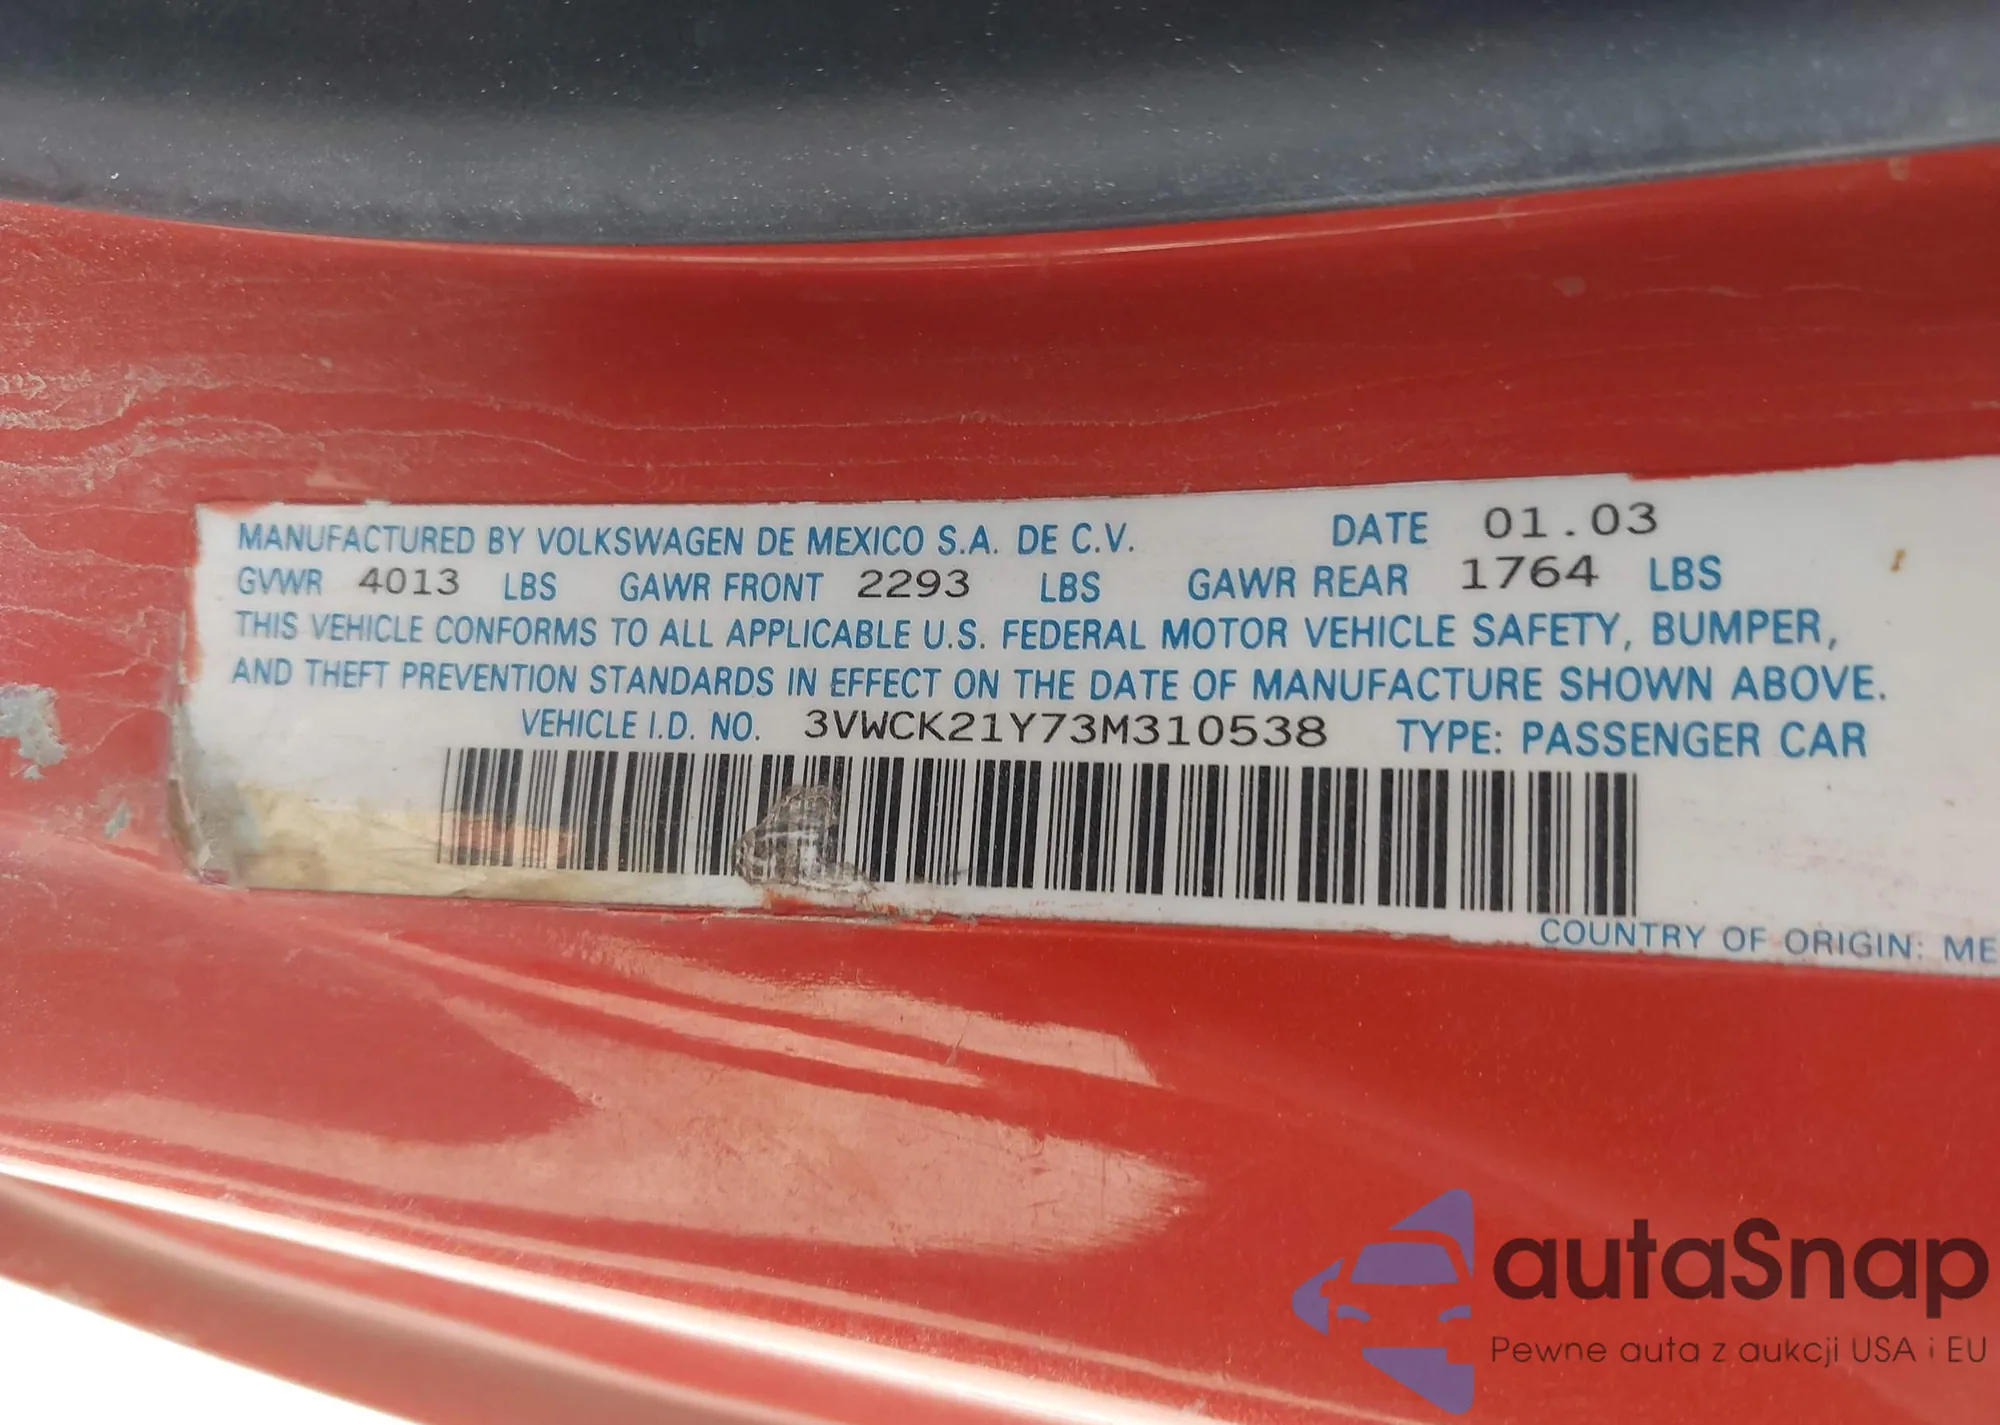 MANUFACTURED BY VOLKSWAGEN DE MEXICO S.A. DE C.V. DATE 01.03
GVWR 4013 LBS GAWR FRONT 2293 LBS GAWR REAR 1764 LBS
THIS VEHICLE CONFORMS TO ALL APPLICABLE U.S. FEDERAL MOTOR VEHICLE SAFETY, BUMPER,
AND THEFT PREVENTION STANDARDS IN EFFECT ON THE DATE OF MANUFACTURE SHOWN ABOVE.
VEHICLE I.D. NO. 3VWCK21Y73M310538 TYPE: PASSENGER CAR
COUNTRY OF ORIGIN: ME
autaSnap
Pewne auta z aukcji USA i EU